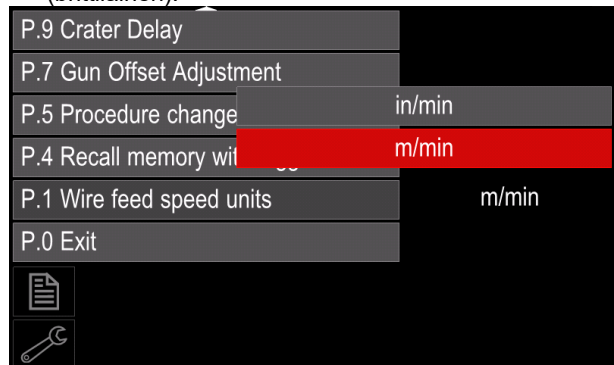 P.9 Crater Delay
P.7 Gun Offset Adjustment
P.5 Procedure change
in/min
P.4 Recall memory wit
m/min
P.1 Wire feed speed units
m/min
P.0 Exit